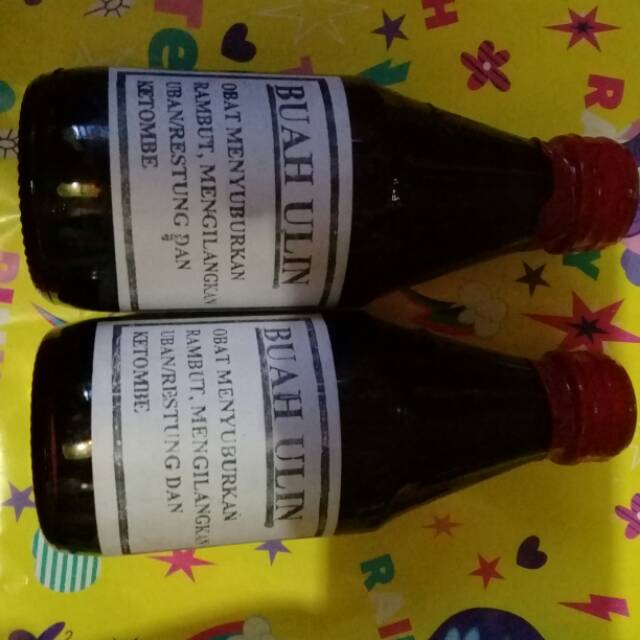 BUAH ULIN
OBAT MENYUBURKAN
RAMBUT, MENGILANGKAN
UBAN/RESTUNG DAN
KETOMBE
BUAH ULIN
OBAT MENYUBURKAN
RAMBUT, MENGILANGKAN
UBAN/RESTUNG DAN
KETOMBE